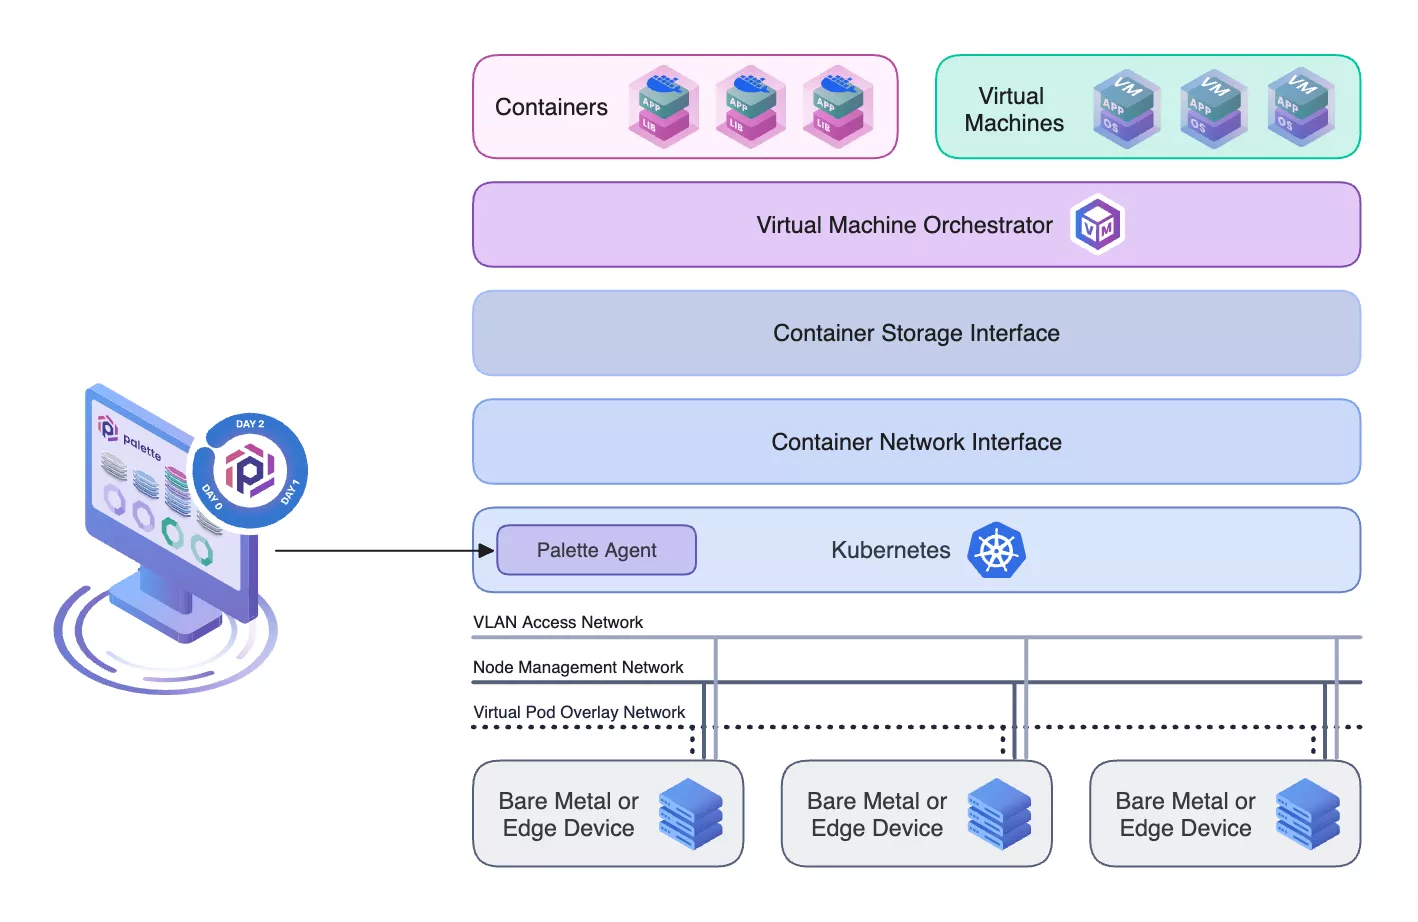 Containers
APP
LIB
APP
LIB
APP
LIB
Virtual
Machines
VM
APP
OS
VM
APP
OS
VM
APP
OS
Virtual Machine Orchestrator
VM
Container Storage Interface
Container Network Interface
palette
DAY 2
DAY 0
DAY 1
Palette Agent
Kubernetes
VLAN Access Network
Node Management Network
Virtual Pod Overlay Network
Bare Metal or
Edge Device
Bare Metal or
Edge Device
Bare Metal or
Edge Device